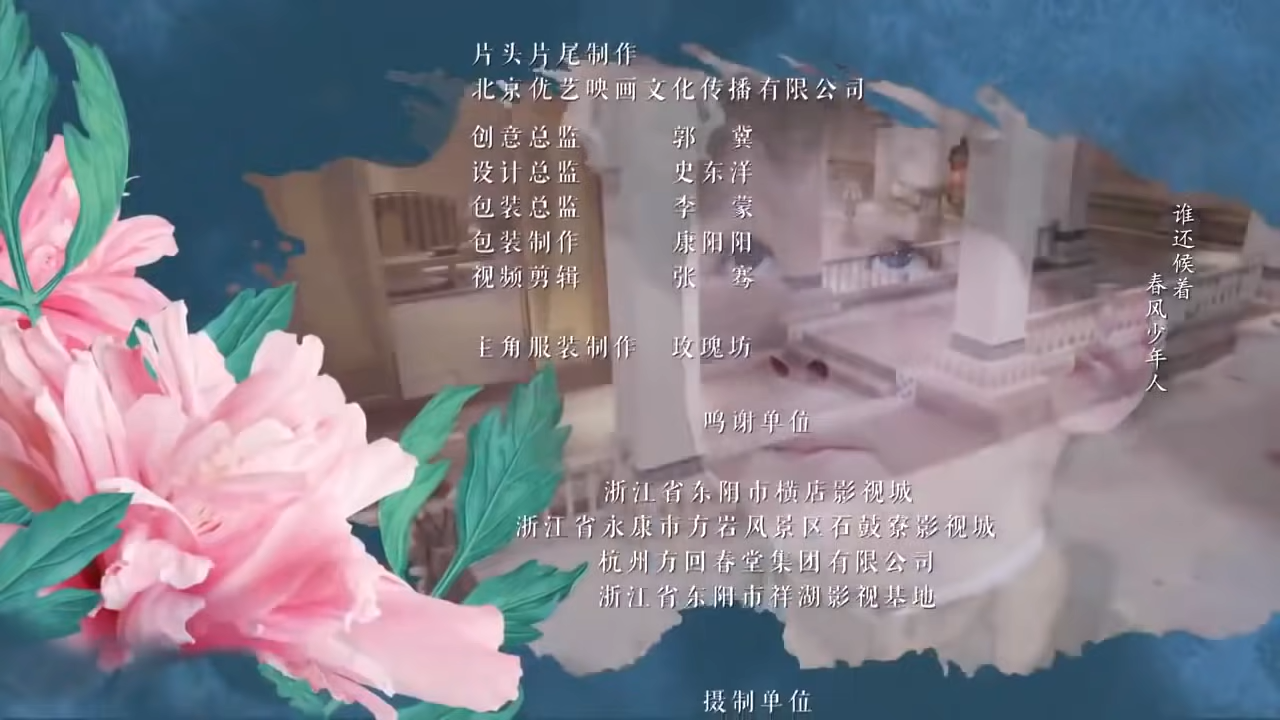 片头片尾制作
北京优艺映画文化传播有限公司
创意总监 郭 冀
设计总监 史东洋
包装总监 李 蒙
包装制作 康阳阳
视频剪辑 张 骞
主角服装制作 玫瑰坊
鸣谢单位
浙江省东阳市横店影视城
浙江省永康市方岩风景区石鼓寮影视城
杭州方回春堂集团有限公司
浙江省东阳市祥湖影视基地
摄制单位
谁还候着
春风少年人